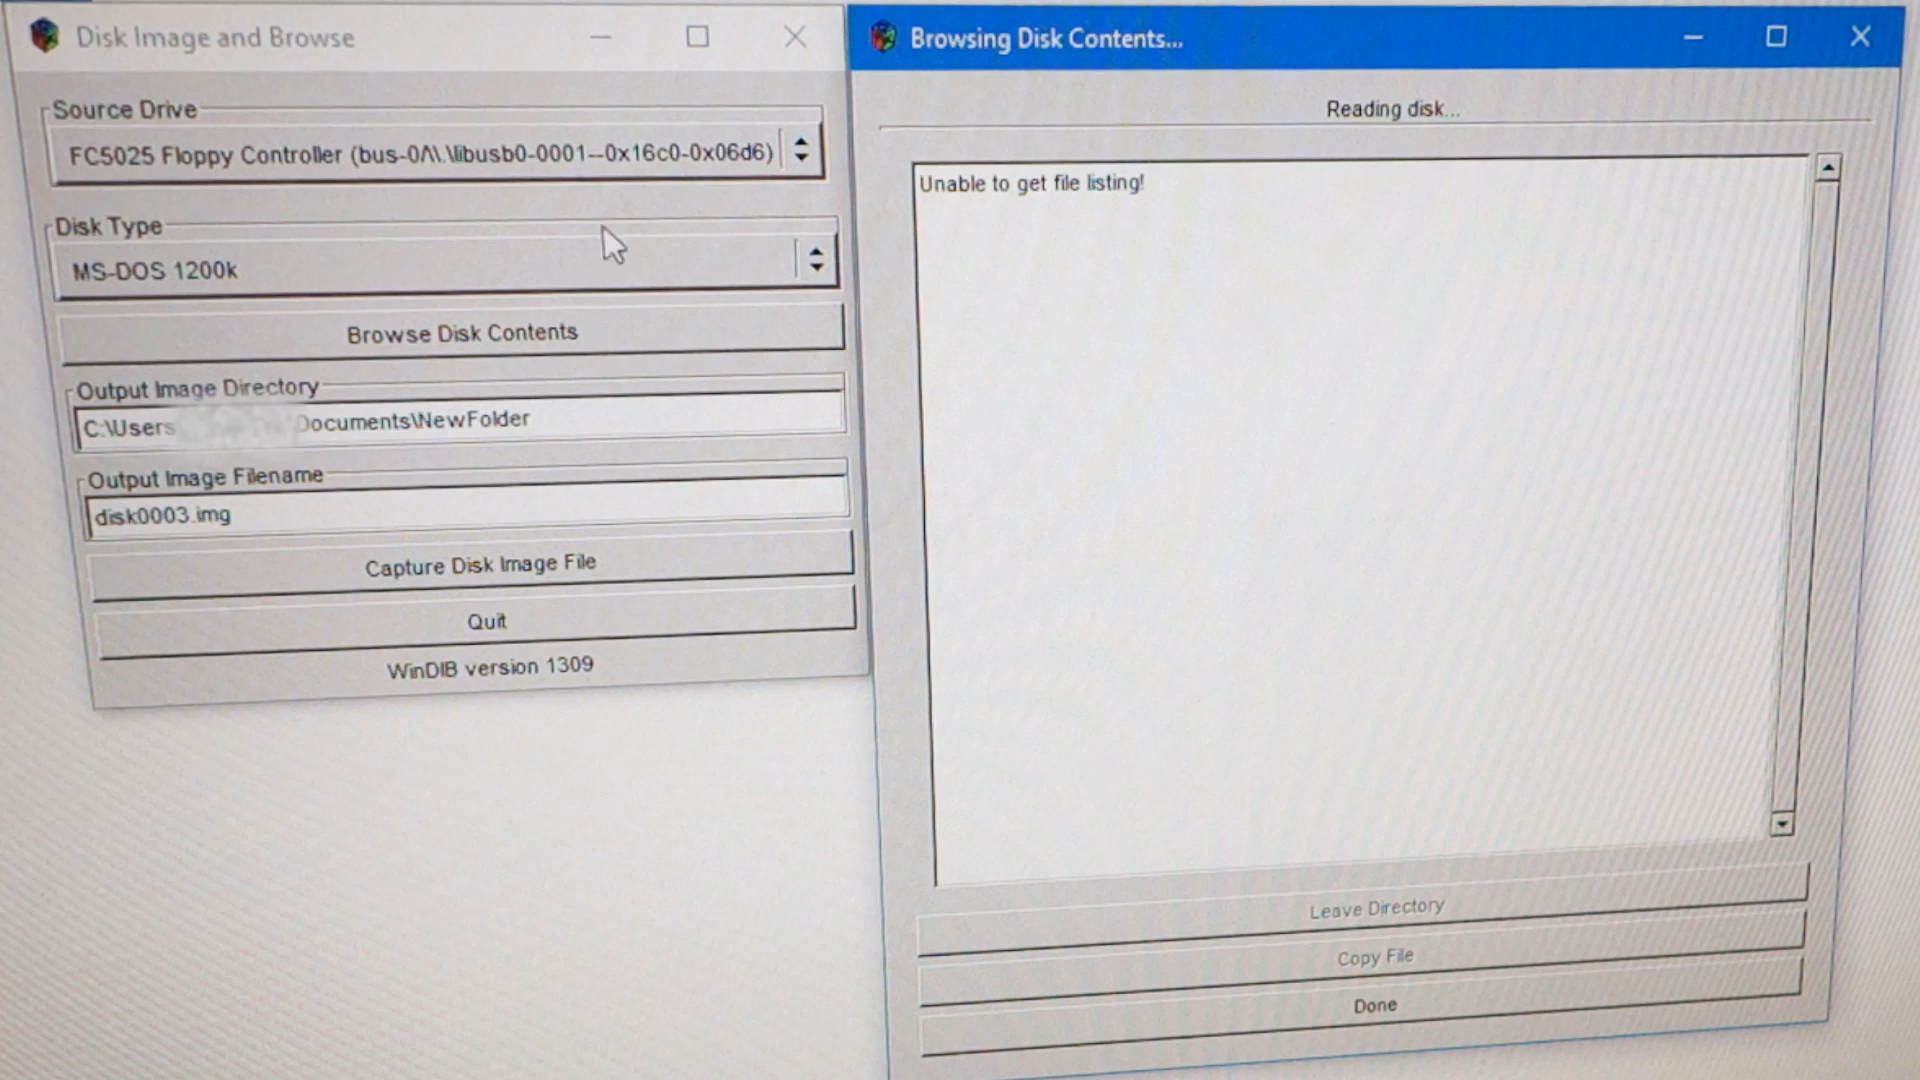 Disk Image and Browse
Source Drive
FC5025 Floppy Controller (bus-0/\\.\libusb0-0001--0x16c0-0x06d6)
Disk Type
MS-DOS 1200k
Browse Disk Contents
Output Image Directory
C:\Users Documents\NewFolder
Output Image Filename
disk0003.img
Capture Disk Image File
Quit
WinDIB version 1309
Browsing Disk Contents...
Reading disk...
Unable to get file listing!
Leave Directory
Copy File
Done